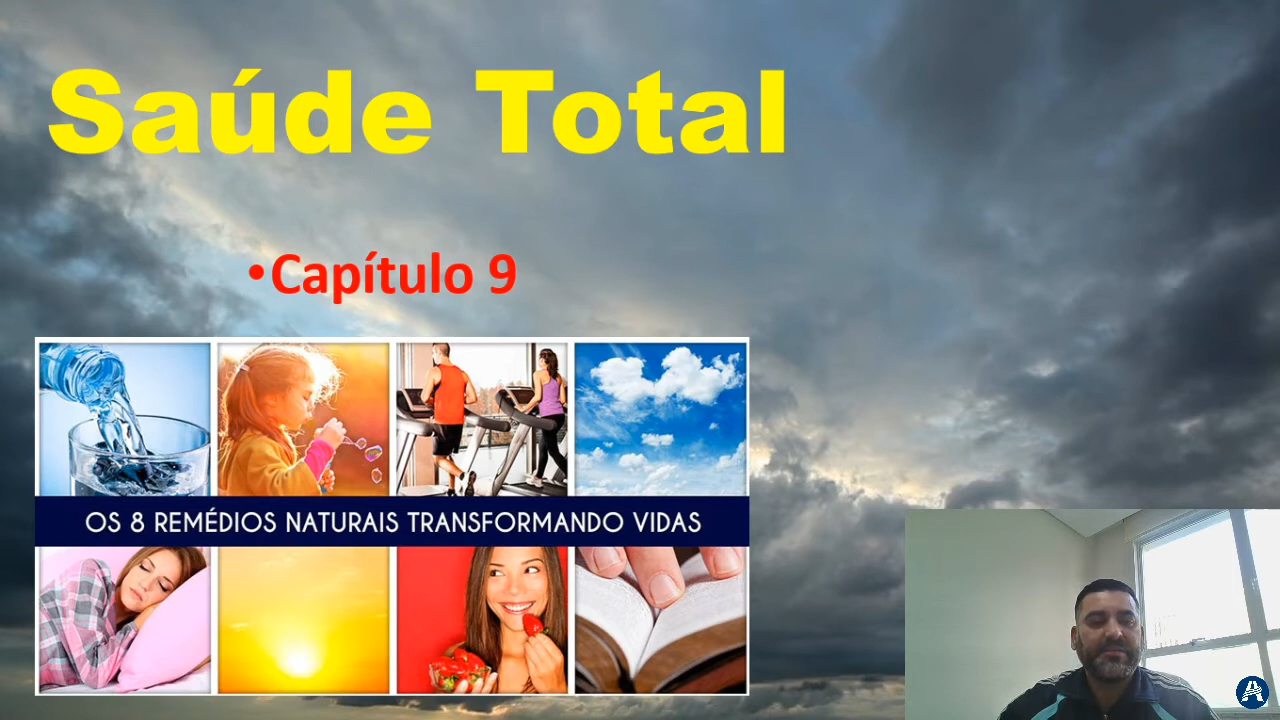 Saúde Total
•Capítulo 9
OS 8 REMÉDIOS NATURAIS TRANSFORMANDO VIDAS